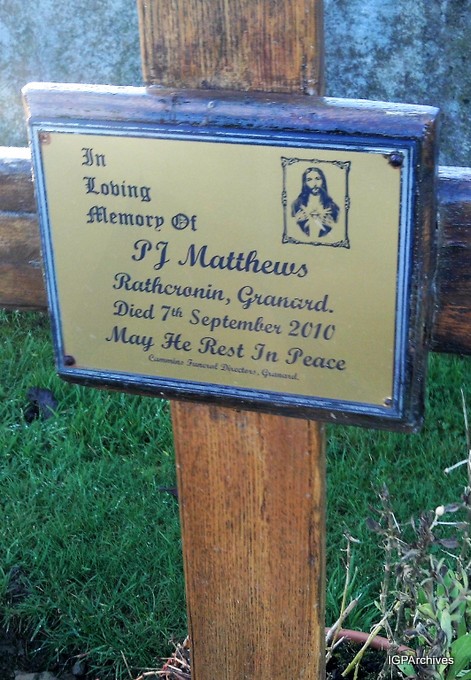 In
Loving
Memory Of
PJ Matthews
Rathcronin, Granard.
Died 7th September 2010
May He Rest In Peace
Cummins Funeral Directors, Granard.
IGPArchives